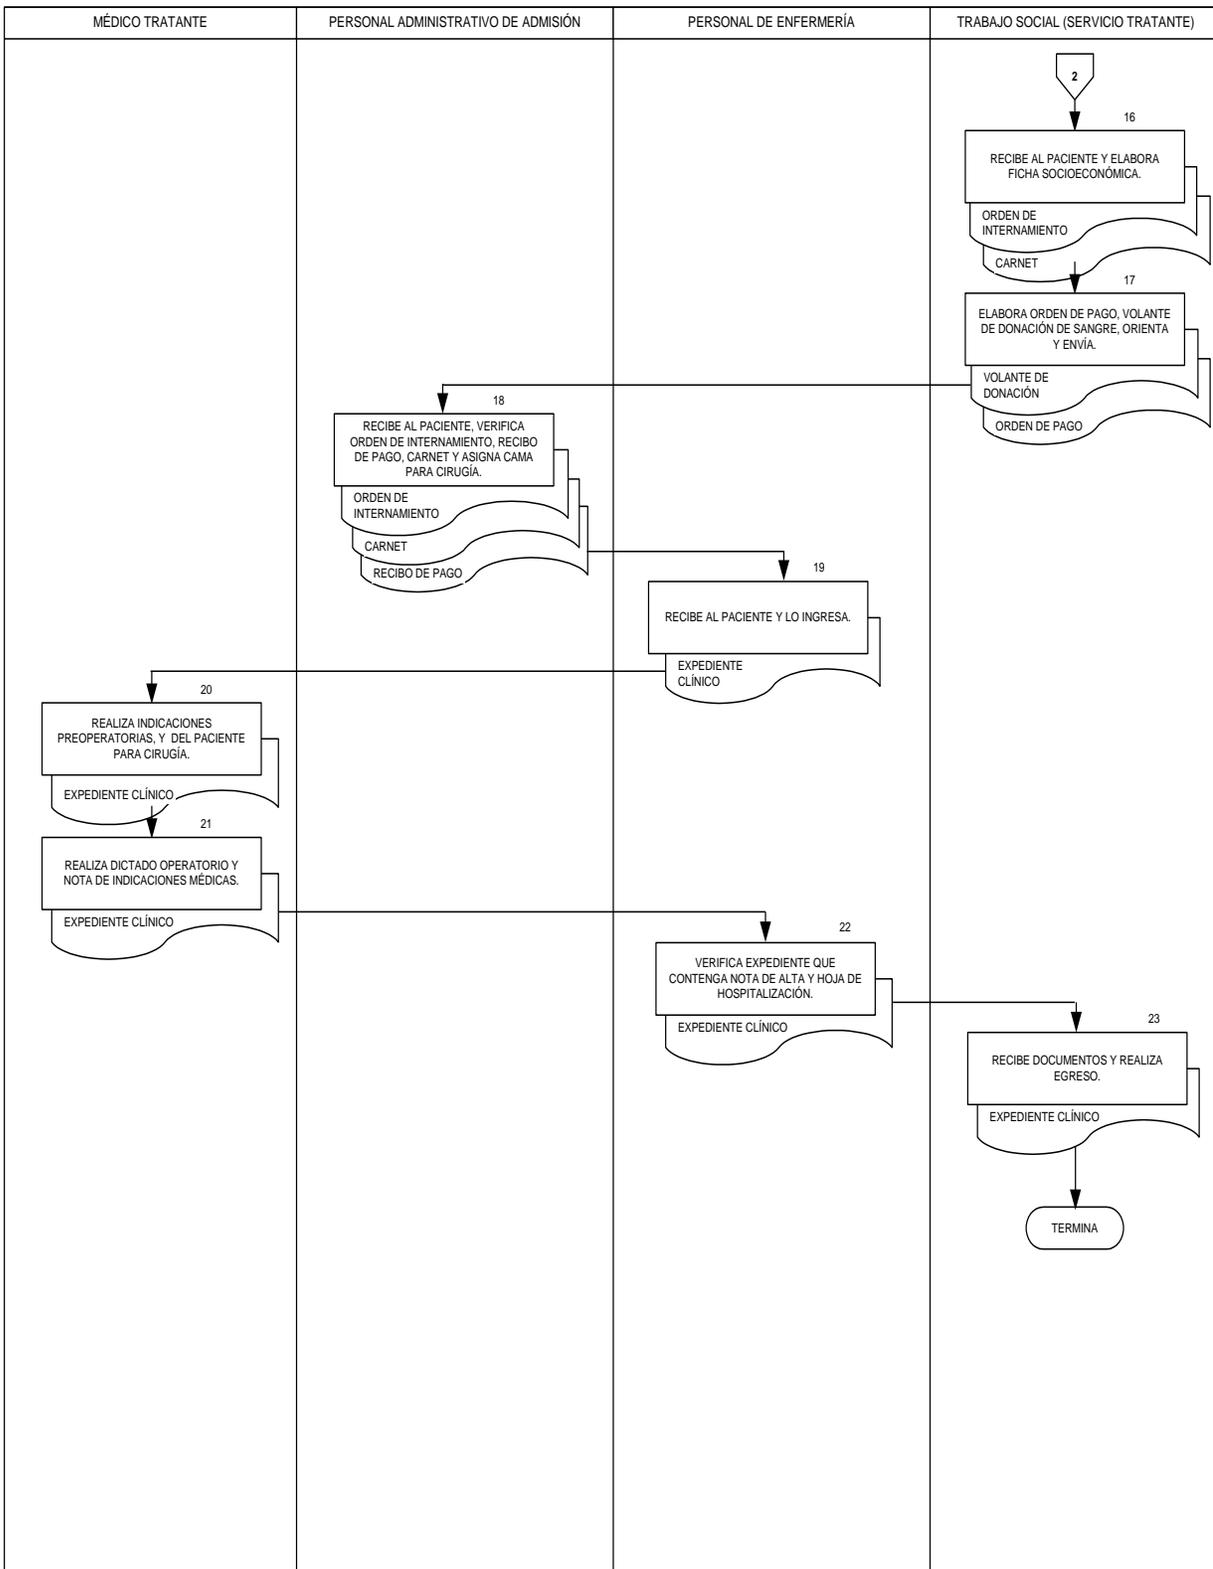 MÉDICO TRATANTE
PERSONAL ADMINISTRATIVO DE ADMISIÓN
PERSONAL DE ENFERMERÍA
TRABAJO SOCIAL (SERVICIO TRATANTE)
2
16
RECIBE AL PACIENTE Y ELABORA
FICHA SOCIOECONÓMICA.
ORDEN DE
INTERNAMIENTO
CARNET
17
ELABORA ORDEN DE PAGO, VOLANTE
DE DONACIÓN DE SANGRE, ORIENTA
Y ENVÍA.
VOLANTE DE
DONACIÓN
ORDEN DE PAGO
18
RECIBE AL PACIENTE, VERIFICA
ORDEN DE INTERNAMIENTO, RECIBO
DE PAGO, CARNET Y ASIGNA CAMA
PARA CIRUGÍA.
ORDEN DE
INTERNAMIENTO
CARNET
RECIBO DE PAGO
19
RECIBE AL PACIENTE Y LO INGRESA.
EXPEDIENTE
CLÍNICO
20
REALIZA INDICACIONES
PREOPERATORIAS, Y DEL PACIENTE
PARA CIRUGÍA.
EXPEDIENTE CLÍNICO
21
REALIZA DICTADO OPERATORIO Y
NOTA DE INDICACIONES MÉDICAS.
EXPEDIENTE CLÍNICO
22
VERIFICA EXPEDIENTE QUE
CONTENGA NOTA DE ALTA Y HOJA DE
HOSPITALIZACIÓN.
EXPEDIENTE CLÍNICO
23
RECIBE DOCUMENTOS Y REALIZA
EGRESO.
EXPEDIENTE CLÍNICO
TERMINA